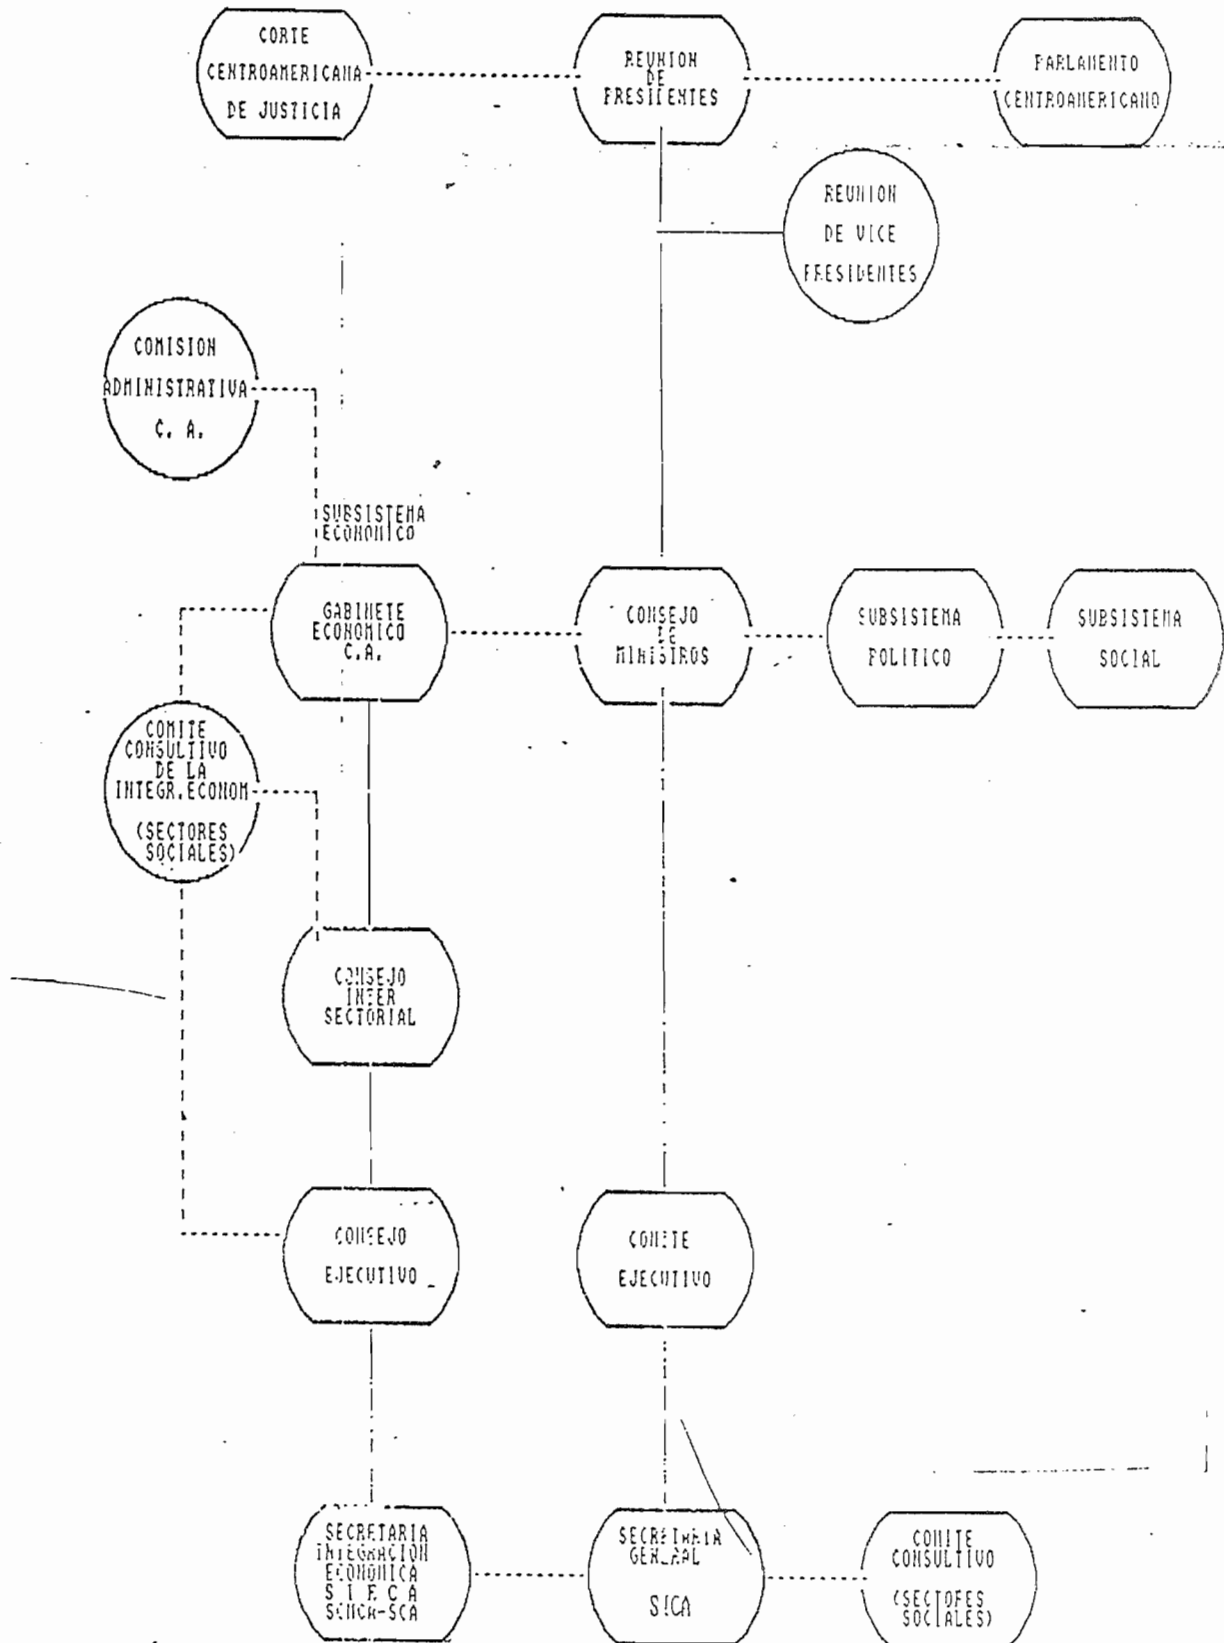 CORTE
CENTROAMERICANA
DE JUSTICIA
REUNION
DE
PRESIDENTES
PARLAMENTO
CENTROAMERICANO
REUNION
DE VICE
PRESIDENTES
COMISION
ADMINISTRATIVA
C. A.
SUBSISTEMA
ECONOMICO
GABINETE
ECONOMICO
C.A.
CONSEJO
DE
MINISTROS
SUBSISTEMA
POLITICO
SUBSISTEMA
SOCIAL
COMITE
CONSULTIVO
DE LA
INTEGR.ECONOM
(SECTORES
SOCIALES)
CONSEJO
INTER
SECTORIAL
CONSEJO
EJECUTIVO
COMITE
EJECUTIVO
SECRETARIA
INTEGRACION
ECONOMICA
S I E C A
SECRETARIA
GENERAL
SICA
COMITE
CONSULTIVO
(SECTORES
SOCIALES)